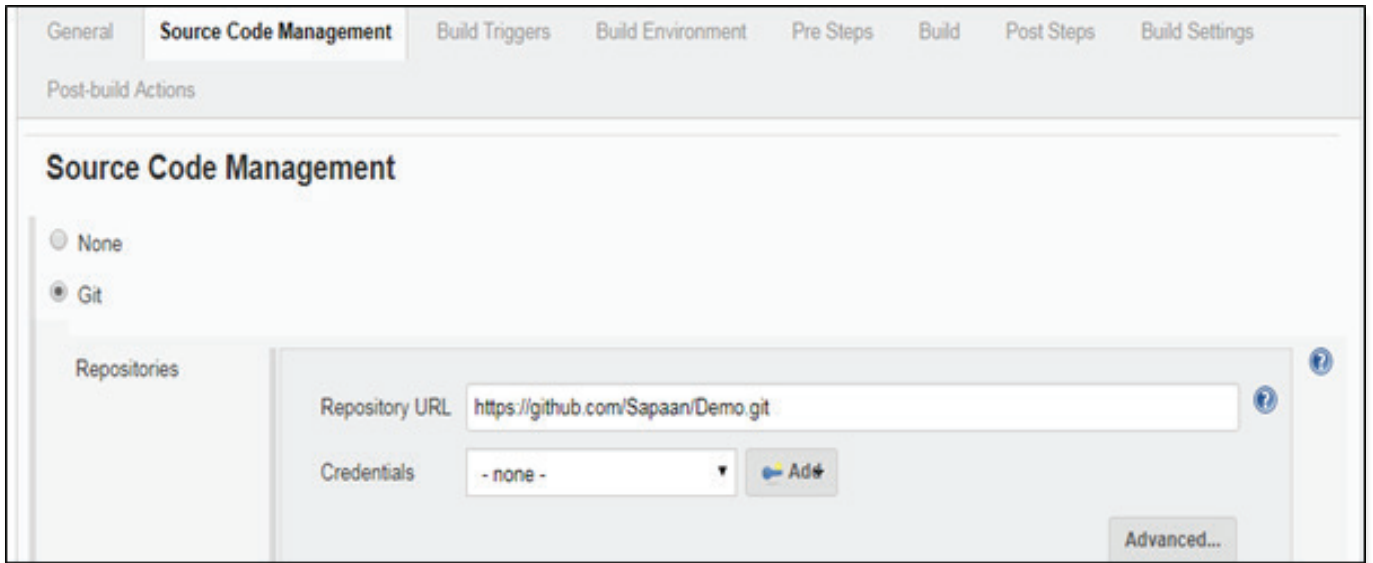 General Source Code Management Build Triggers Build Environment Pre Steps Build Post Steps Build Settings
Post-build Actions
Source Code Management
None
Git
Repositories
Repository URL https://github.com/Sapaan/Demo.git
Credentials - none - Add
Advanced...